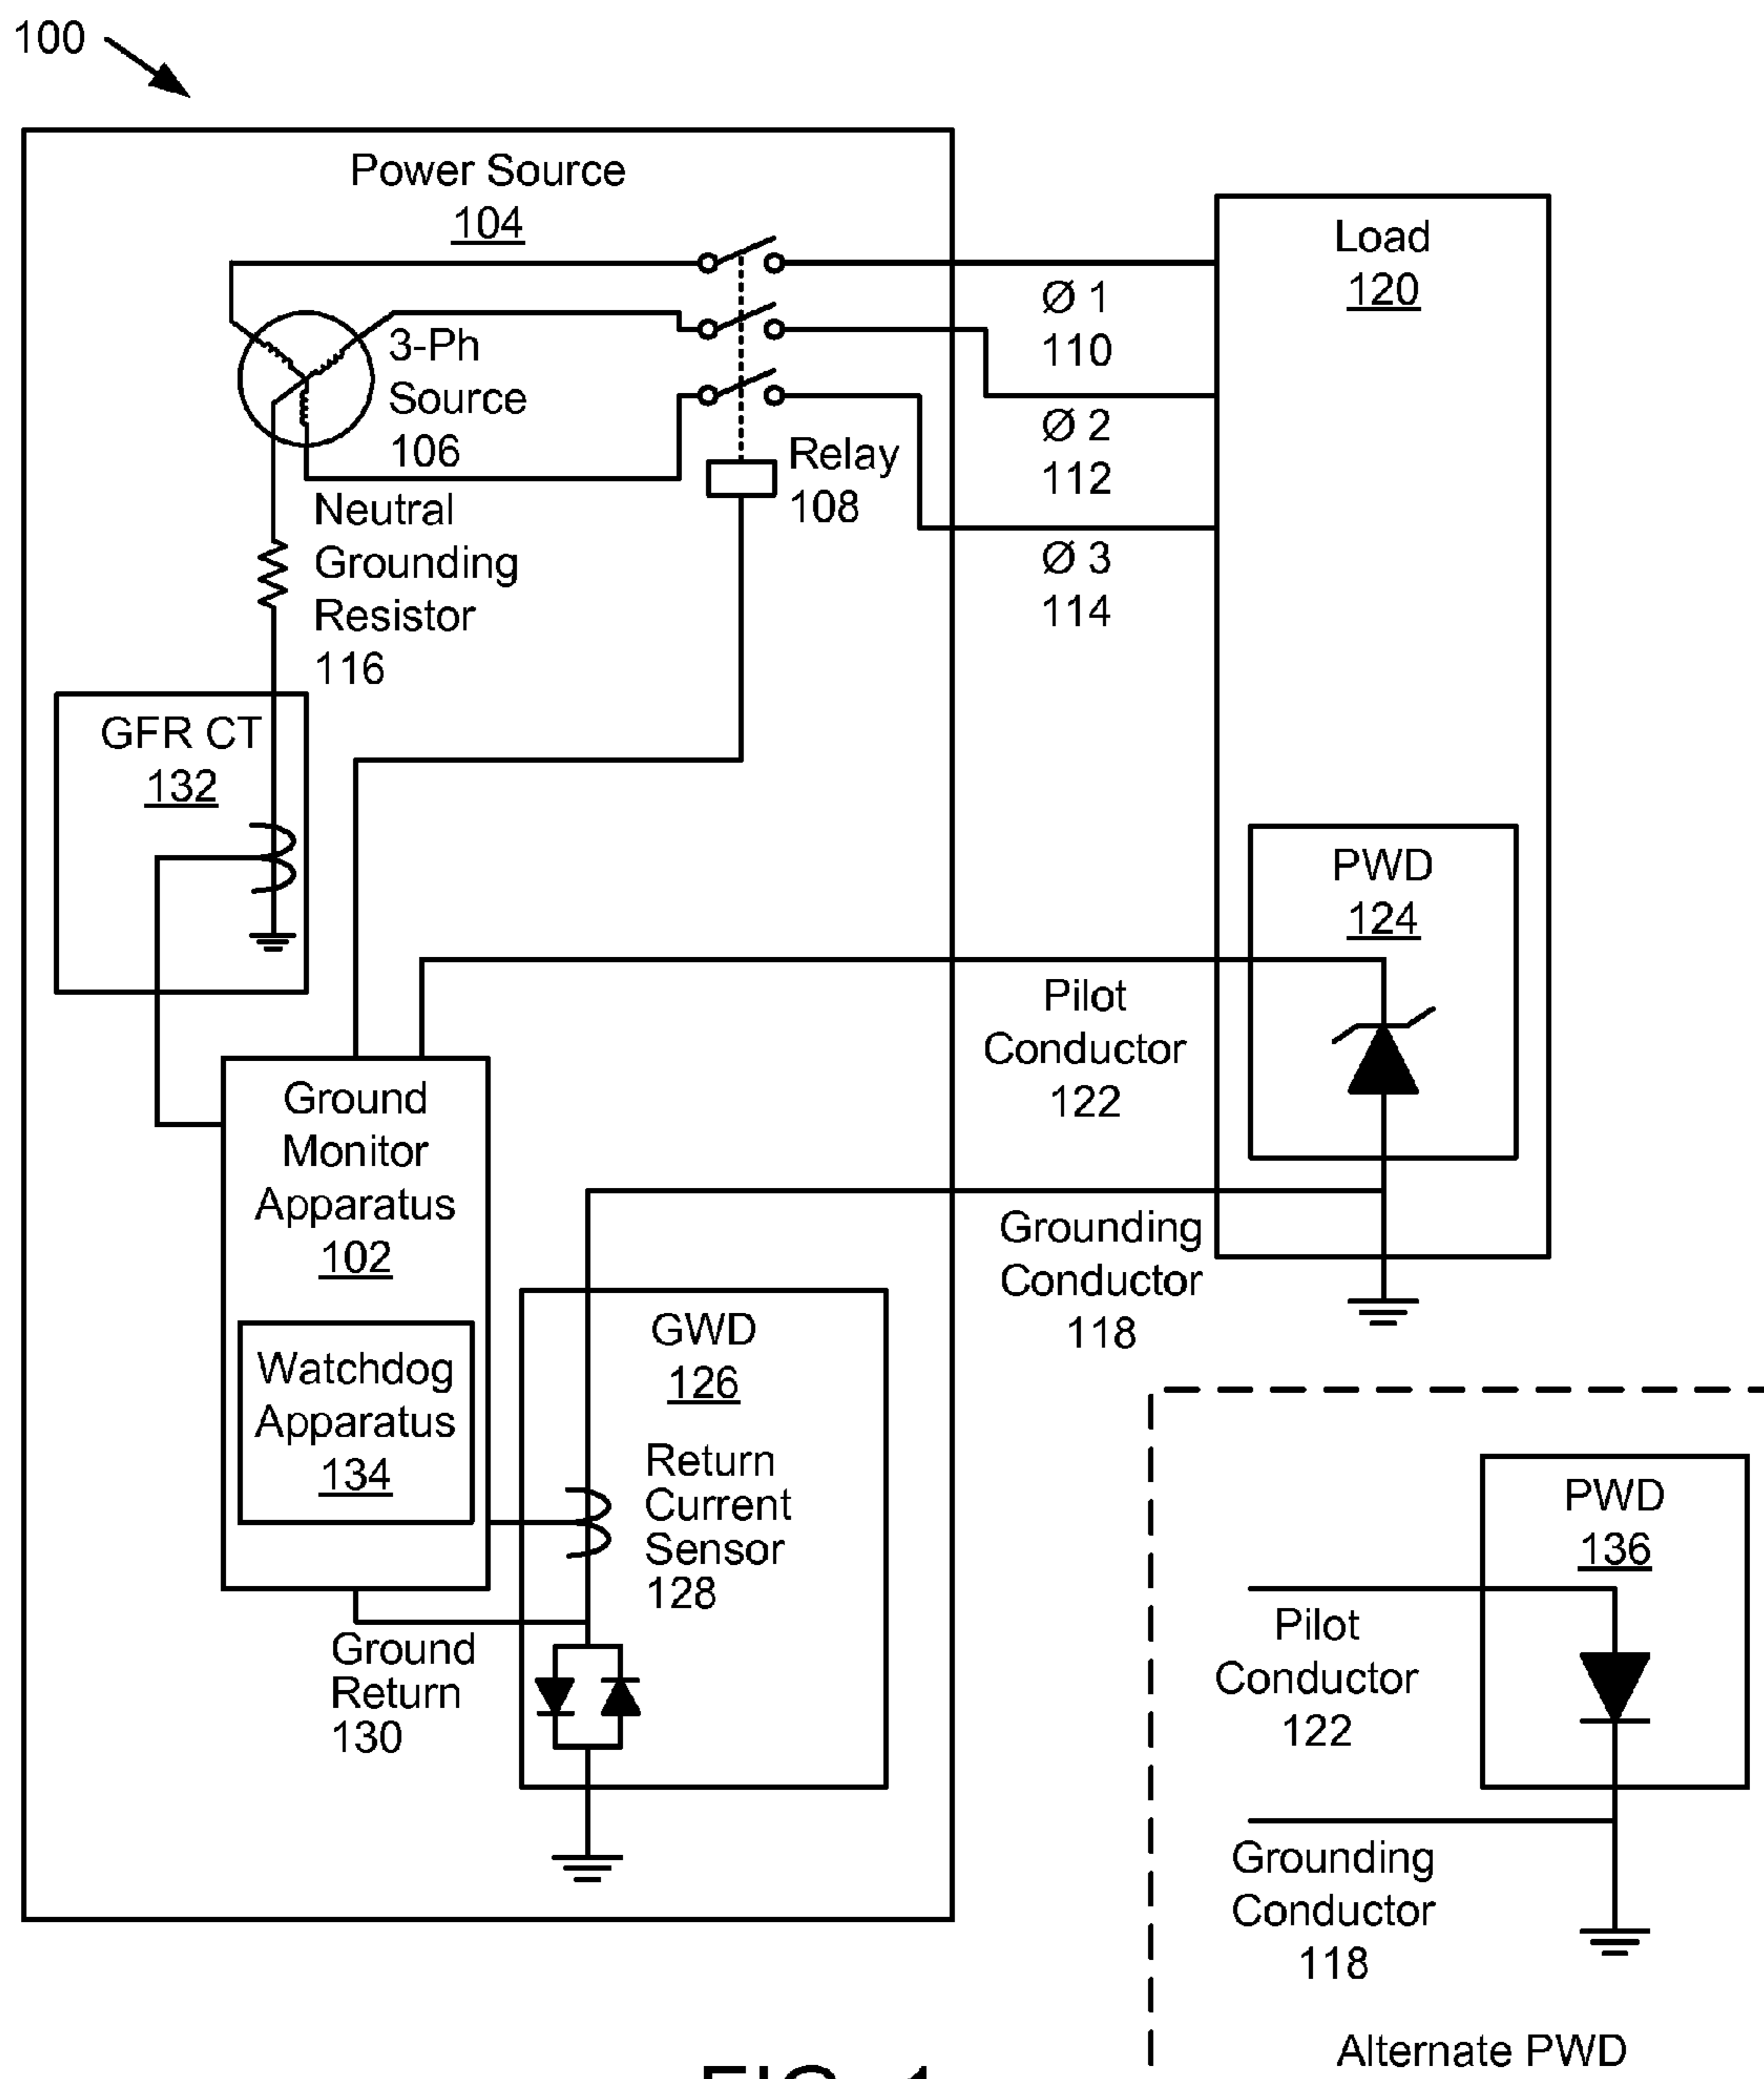 100
Power Source
104
3-Ph
Source
106
Relay
108
Neutral
Grounding
Resistor
116
Ø 1
110
Ø 2
112
Ø 3
114
Load
120
GFR CT
132
PWD
124
Pilot
Conductor
122
Ground
Monitor
Apparatus
102
Watchdog
Apparatus
134
Grounding
Conductor
118
GWD
126
Return
Current
Sensor
128
Ground
Return
130
PWD
136
Pilot
Conductor
122
Grounding
Conductor
118
Alternate PWD
FIG. 1